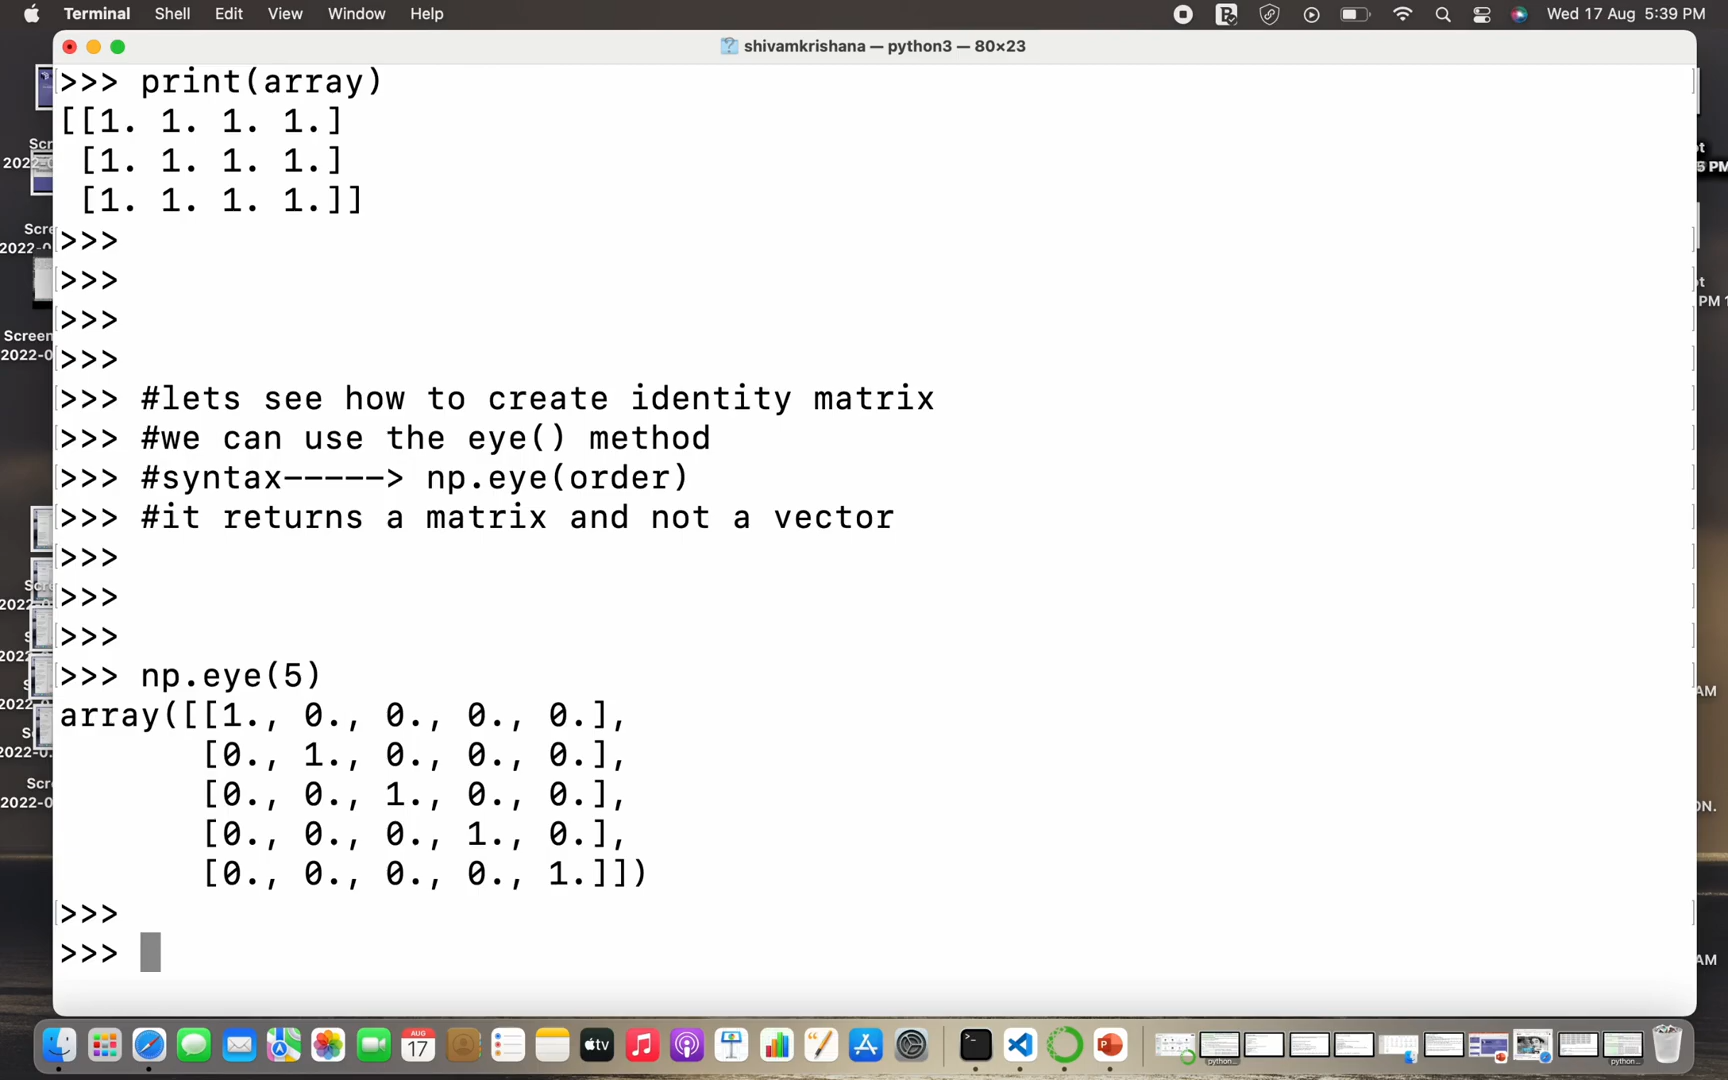 Terminal Shell Edit View Window Help Wed 17 Aug 5:39 PM
shivamkrishana — python3 — 80×23
>>> print(array)
[[1. 1. 1. 1.]
 [1. 1. 1. 1.]
 [1. 1. 1. 1.]]
>>>
>>>
>>>
>>>
>>> #lets see how to create identity matrix
>>> #we can use the eye() method
>>> #syntax-----> np.eye(order)
>>> #it returns a matrix and not a vector
>>>
>>>
>>>
>>> np.eye(5)
array([[1., 0., 0., 0., 0.],
       [0., 1., 0., 0., 0.],
       [0., 0., 1., 0., 0.],
       [0., 0., 0., 1., 0.],
       [0., 0., 0., 0., 1.]])
>>>
>>>
AUG
17
tv